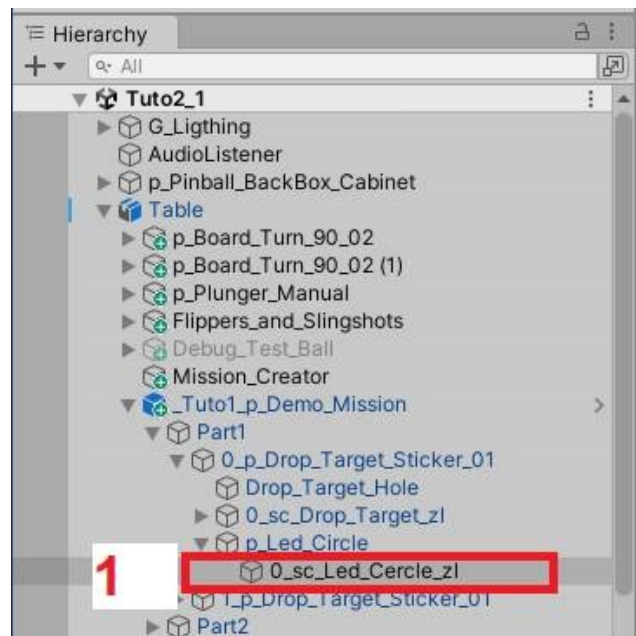 Hierarchy
All
Tuto2_1
G_Ligthing
AudioListener
p_Pinball_BackBox_Cabinet
Table
p_Board_Turn_90_02
p_Board_Turn_90_02 (1)
p_Plunger_Manual
Flippers_and_Slingshots
Debug_Test_Ball
Mission_Creator
_Tuto1_p_Demo_Mission
Part1
0_p_Drop_Target_Sticker_01
Drop_Target_Hole
0_sc_Drop_Target_zl
p_Led_Circle
1 0_sc_Led_Cercle_zl
1_p_Drop_Target_Sticker_01
Part2